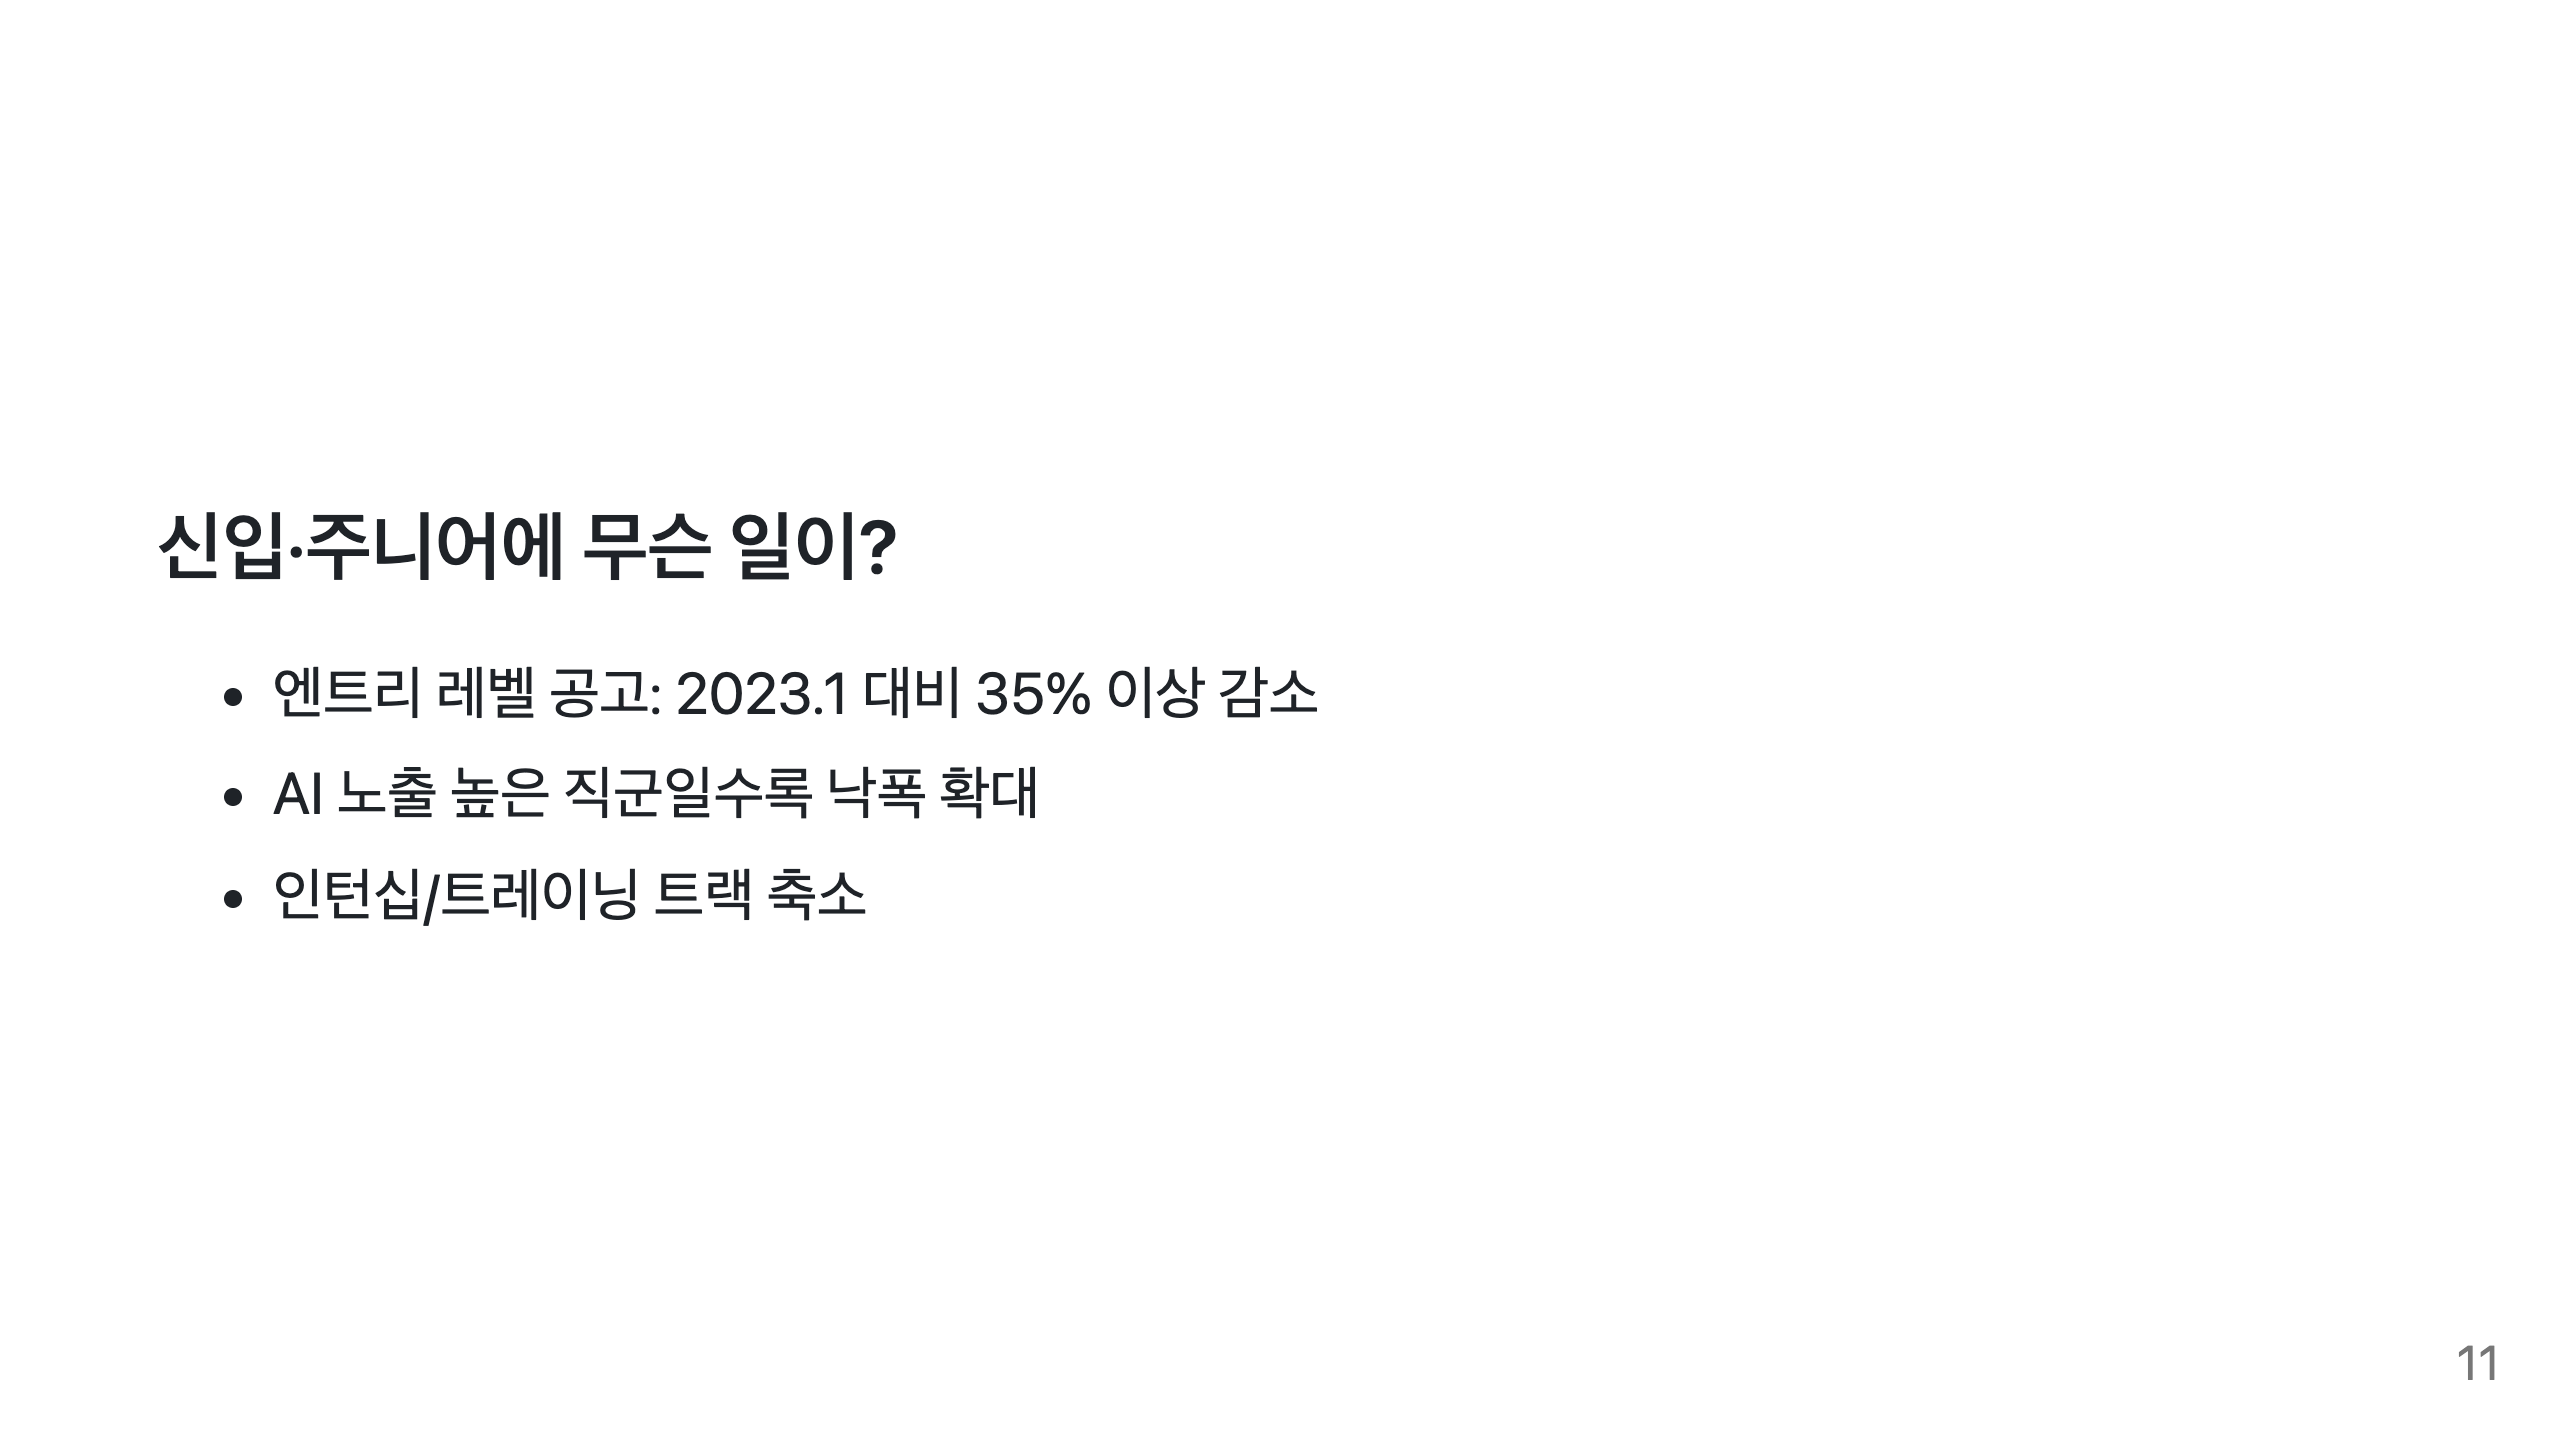 신입·주니어에 무슨 일이?
• 엔트리 레벨 공고: 2023.1 대비 35% 이상 감소
• AI 노출 높은 직군일수록 낙폭 확대
• 인턴십/트레이닝 트랙 축소
11